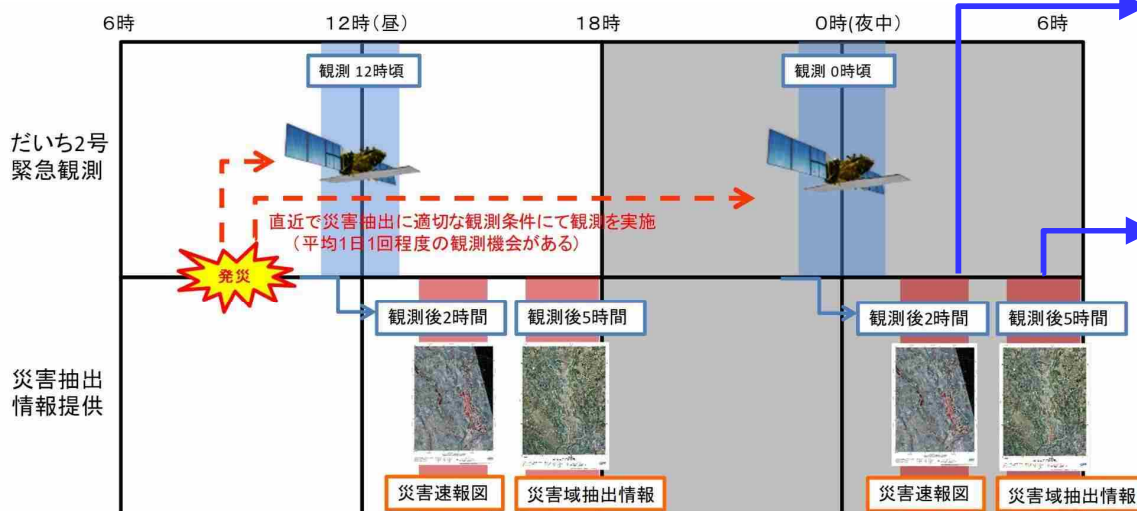 6時
12時(昼)
18時
0時(夜中)
6時
観測 12時頃
観測 0時頃
だいち2号
緊急観測
直近で災害抽出に適切な観測条件にて観測を実施
(平均1日1回程度の観測機会がある)
発災
観測後2時間
観測後5時間
観測後2時間
観測後5時間
災害抽出
情報提供
災害速報図
災害域抽出情報
災害速報図
災害域抽出情報